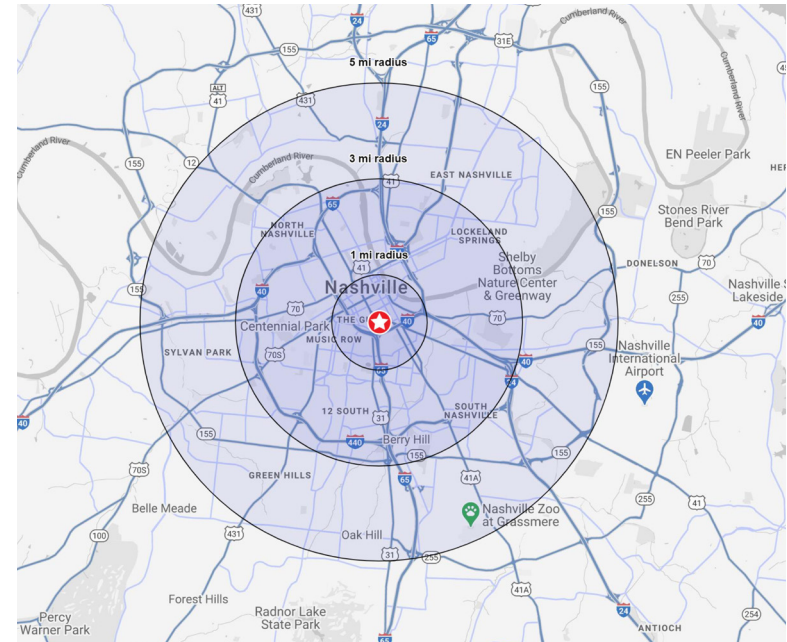 431
65
Cumberland River
155
31E
155
5 mi radius
ALT
41
431
24
155
155
EN Peeler Park
Cumberland River
Cumberland River
12
3 mi radius
41
EAST NASHVILLE
65
155
Stones River
Bend Park
NORTH
NASHVILLE
LOCKELAND
SPRINGS
70
1 mi radius
41
Shelby
Bottoms
Nature Center
& Greenway
DONELSON
155
40
Nashville
255
70
Centennial Park
THE GU
40
70
40
MUSIC ROW
SYLVAN PARK
70S
40
155
Nashville
International
Airport
65
24
12 SOUTH
31
SOUTH
NASHVILLE
40
155
440
Berry Hill
155
155
70S
GREEN HILLS
65
41A
255
41
Belle Meade
Nashville Zoo
at Grassmere
100
431
Oak Hill
31
255
41A
Forest Hills
24
Percy
Warner Park
Radnor Lake
State Park
254
65
ANTIOCH